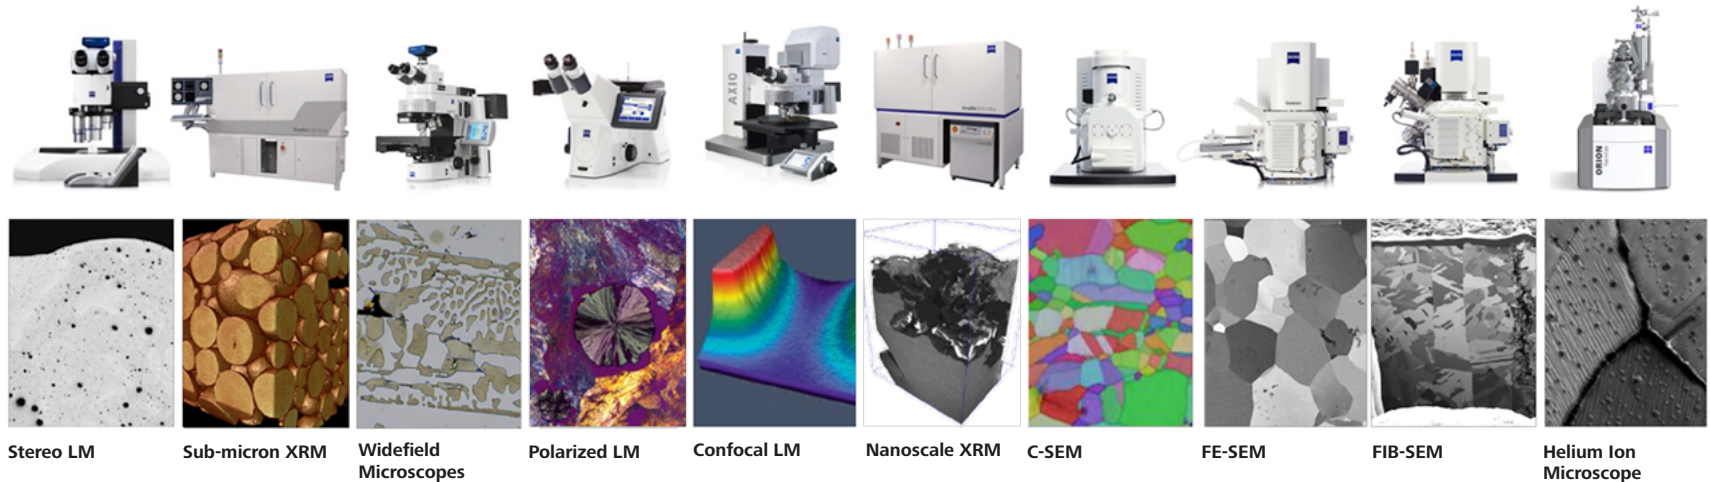 AXIO
ORION
Stereo LM
Sub-micron XRM
Widefield
Microscopes
Polarized LM
Confocal LM
Nanoscale XRM
C-SEM
FE-SEM
FIB-SEM
Helium Ion
Microscope